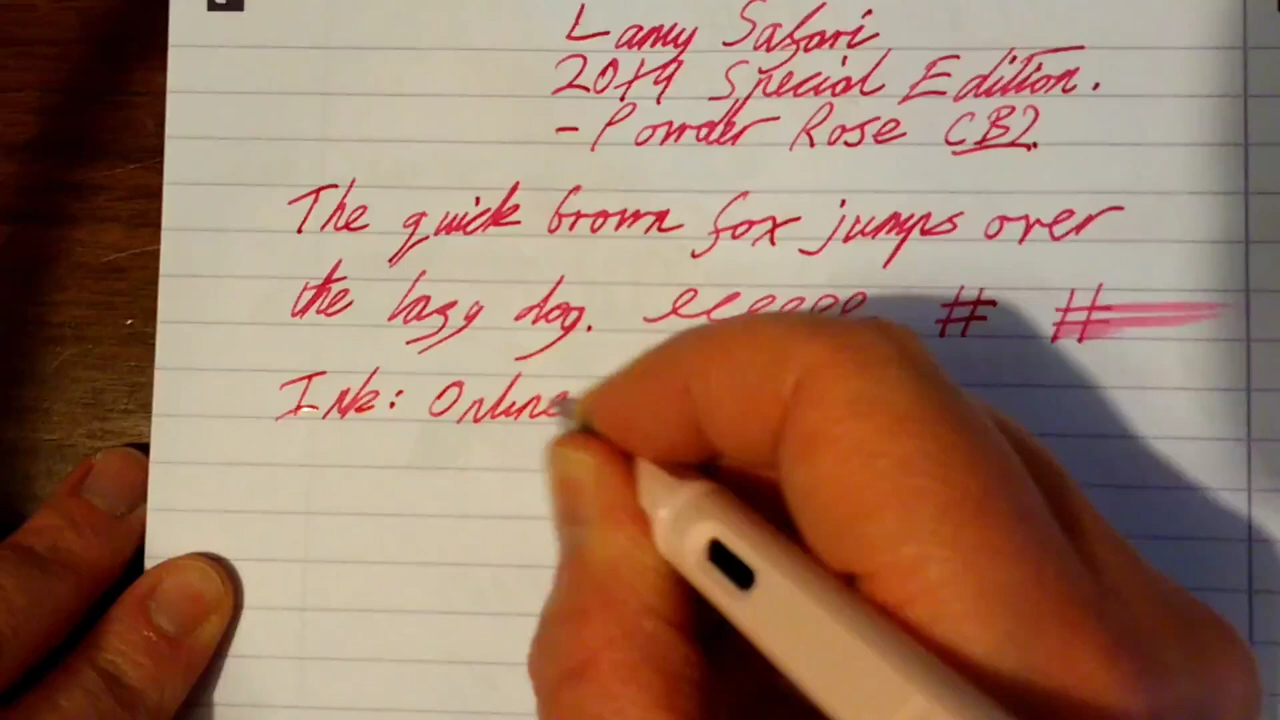 Lamy Safari
2019 Special Edition.
- Powder Rose CB2.
The quick brown fox jumps over
the lazy dog. eeeeeee # #
Ink: Online